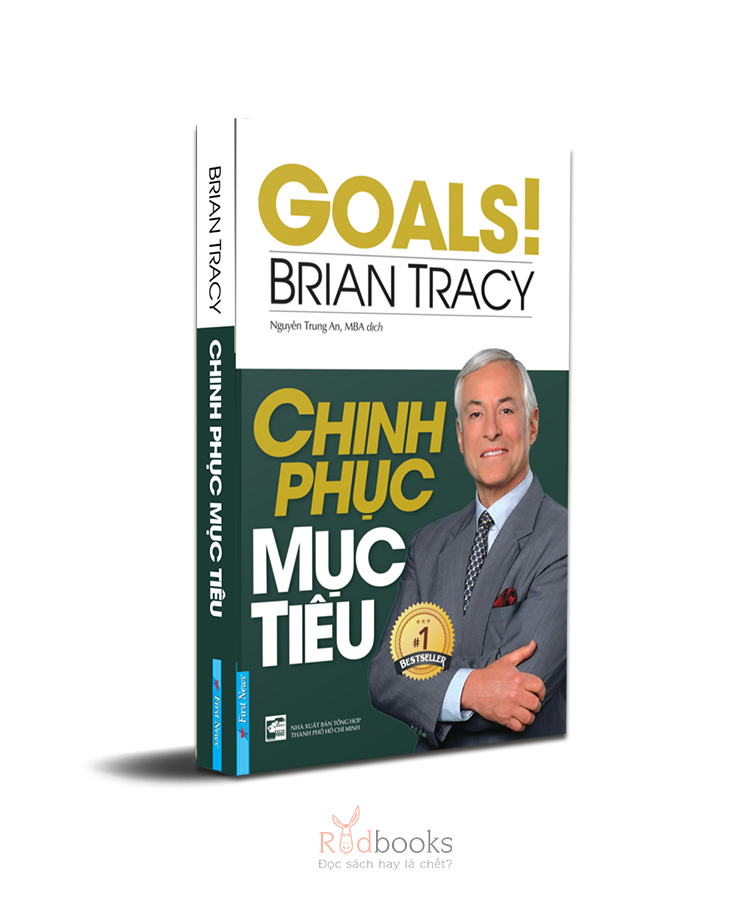 BRIAN TRACY CHINH PHỤC MỤC TIÊU
First News
GOALS!
BRIAN TRACY
Nguyễn Trung An, MBA dịch
CHINH
PHỤC
MỤC
TIÊU
#1
BESTSELLER
First News
NHÀ XUẤT BẢN TỔNG HỢP
THÀNH PHỐ HỒ CHÍ MINH
Rodbooks
Đọc sách hay là chết?